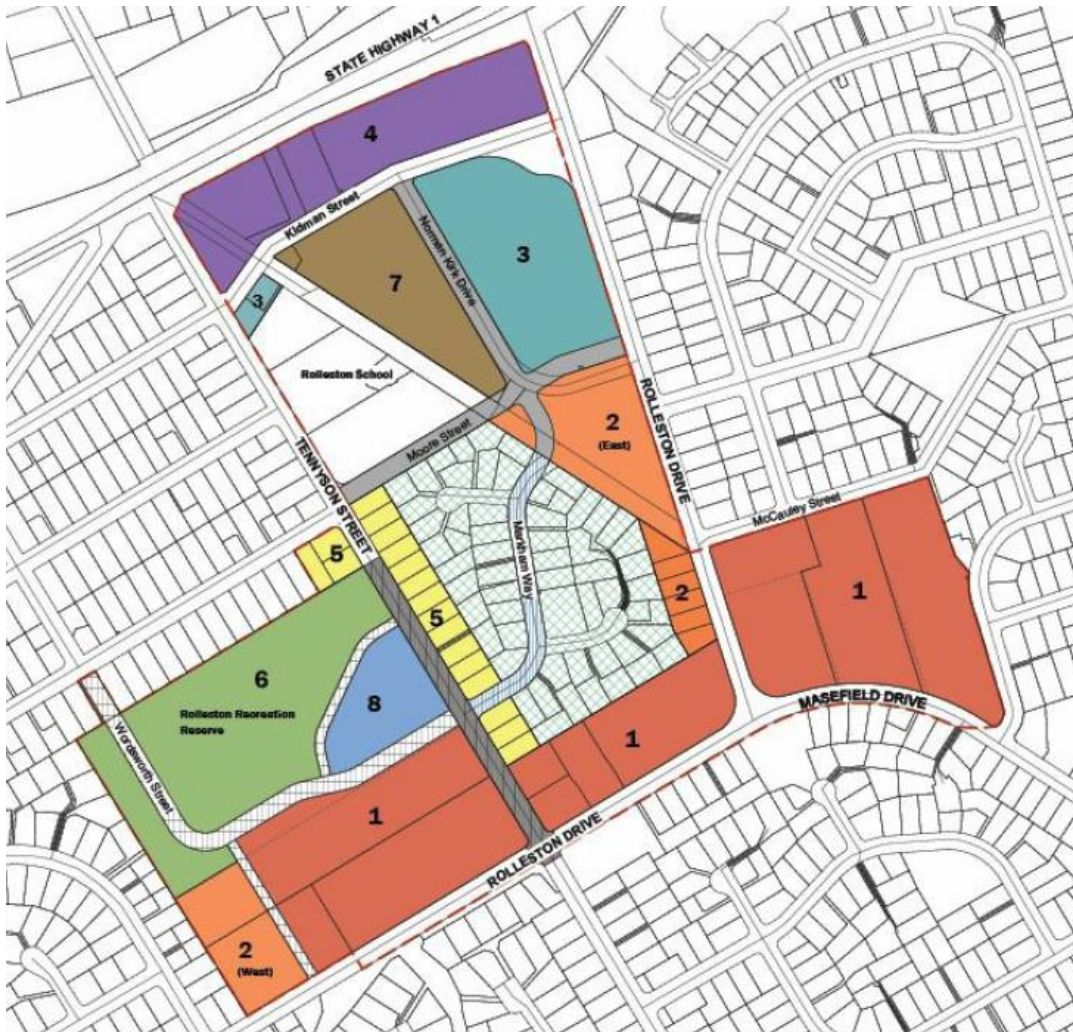 STATE HIGHWAY 1
4
Kidman Street
Norman Kirk Drive
3
7
3
Rolleston School
ROLLESTON DRIVE
2
(East)
Moore Street
TENNYSON STREET
McCauley Street
Markham Way
5
5
2
1
6
Rolleston Recreation
Reserve
8
MASEFIELD DRIVE
Wordsworth Street
1
1
ROLLESTON DRIVE
2
(West)